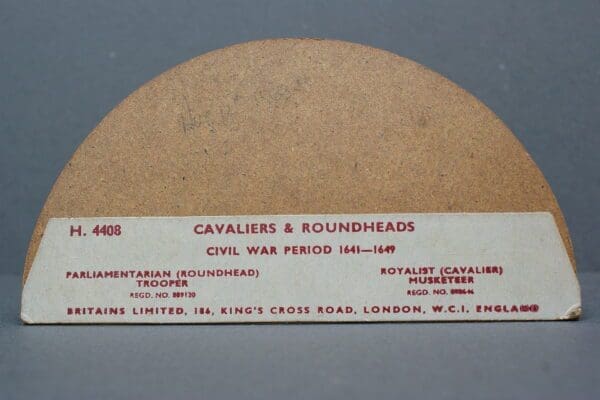 H. 4408 CAVALIERS & ROUNDHEADS
CIVIL WAR PERIOD 1641—1649
PARLIAMENTARIAN (ROUNDHEAD) ROYALIST (CAVALIER)
TROOPER MUSKETEER
REGD. NO. REGD. NO.
BRITAINS LIMITED, 186, KING'S CROSS ROAD, LONDON, W.C.1. ENGLAND